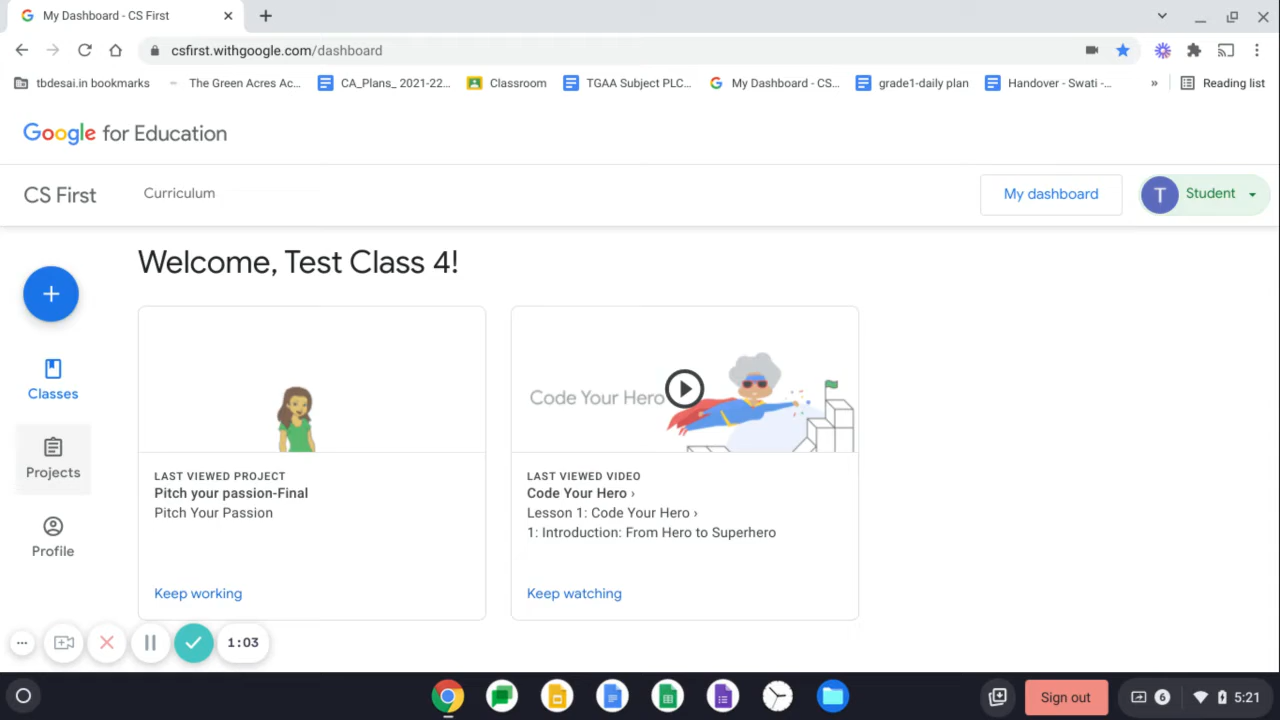 My Dashboard - CS First
csfirst.withgoogle.com/dashboard
tbdesai.in bookmarks
The Green Acres Ac...
CA_Plans_ 2021-22...
Classroom
TGAA Subject PLC...
My Dashboard - CS...
grade1-daily plan
Handover - Swati -...
»
Reading list
Google for Education
CS First
Curriculum
My dashboard
T
Student
Welcome, Test Class 4!
Classes
Projects
Profile
Code Your Hero
LAST VIEWED PROJECT
Pitch your passion-Final
Pitch Your Passion
Keep working
LAST VIEWED VIDEO
Code Your Hero ›
Lesson 1: Code Your Hero ›
1: Introduction: From Hero to Superhero
Keep watching
1:03
Sign out
6
5:21